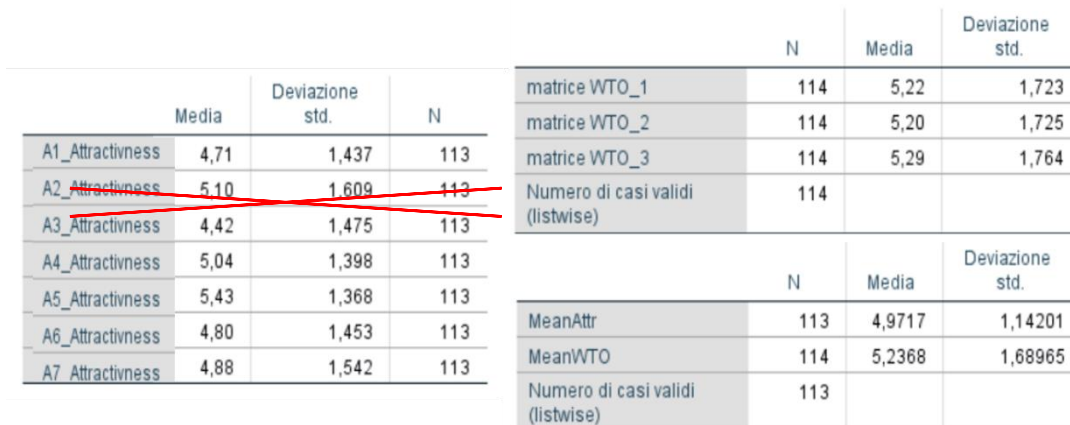 Media Deviazione std. N
A1_Attractivness 4,71 1,437 113
A2_Attractivness 5,10 1,609 113
A3_Attractivness 4,42 1,475 113
A4_Attractivness 5,04 1,398 113
A5_Attractivness 5,43 1,368 113
A6_Attractivness 4,80 1,453 113
A7_Attractivness 4,88 1,542 113
N Media Deviazione std.
matrice WTO_1 114 5,22 1,723
matrice WTO_2 114 5,20 1,725
matrice WTO_3 114 5,29 1,764
Numero di casi validi 114
(listwise)
N Media Deviazione std.
MeanAttr 113 4,9717 1,14201
MeanWTO 114 5,2368 1,68965
Numero di casi validi 113
(listwise)